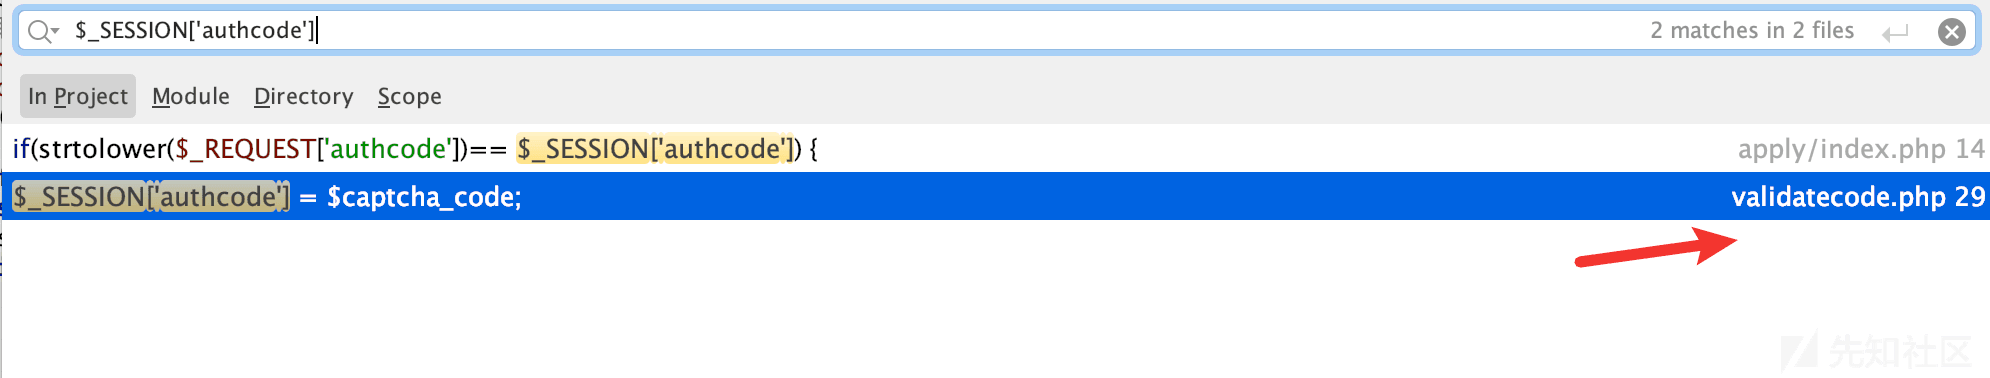 $_SESSION['authcode'] 2 matches in 2 files
In Project Module Directory Scope
if(strtolower($_REQUEST['authcode'])== $_SESSION['authcode']) { apply/index.php 14
$_SESSION['authcode'] = $captcha_code; validatecode.php 29
先知社区